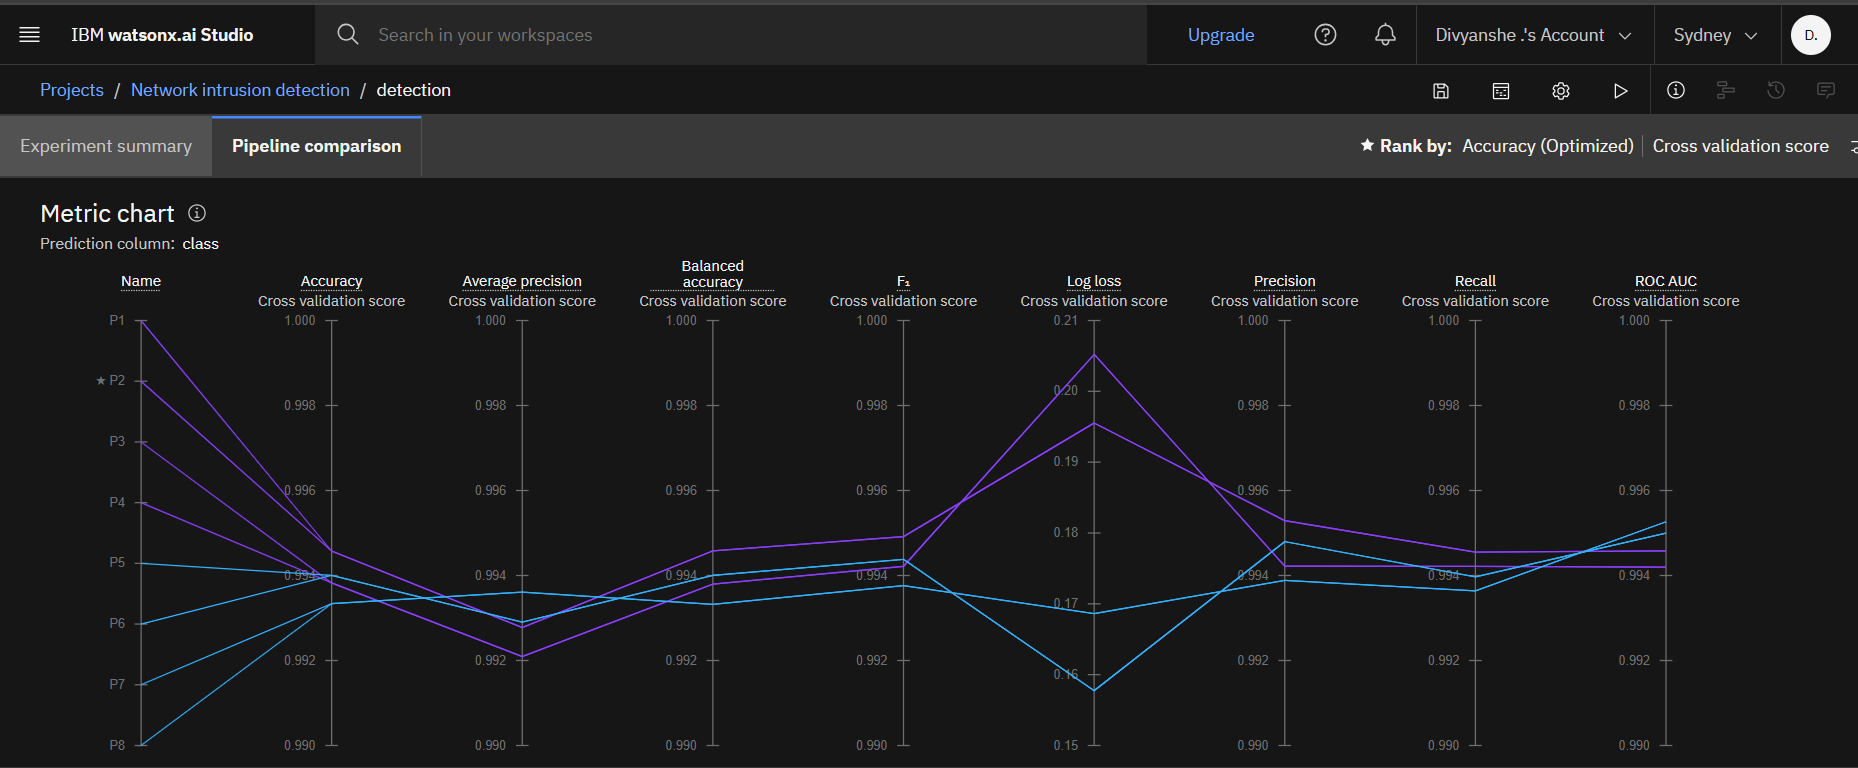 IBM watsonx.ai Studio
Search in your workspaces
Upgrade
Divyanshe .'s Account
Sydney
D.
Projects / Network intrusion detection / detection
Experiment summary
Pipeline comparison
★ Rank by: Accuracy (Optimized) | Cross validation score
Metric chart
Prediction column: class
Name
P1
★ P2
P3
P4
P5
P6
P7
P8
Accuracy
Cross validation score
1.000
0.998
0.996
0.994
0.992
0.990
Average precision
Cross validation score
1.000
0.998
0.996
0.994
0.992
0.990
Balanced
accuracy
Cross validation score
1.000
0.998
0.996
0.994
0.992
0.990
F₁
Cross validation score
1.000
0.998
0.996
0.994
0.992
0.990
Log loss
Cross validation score
0.21
0.20
0.19
0.18
0.17
0.16
0.15
Precision
Cross validation score
1.000
0.998
0.996
0.994
0.992
0.990
Recall
Cross validation score
1.000
0.998
0.996
0.994
0.992
0.990
ROC AUC
Cross validation score
1.000
0.998
0.996
0.994
0.992
0.990